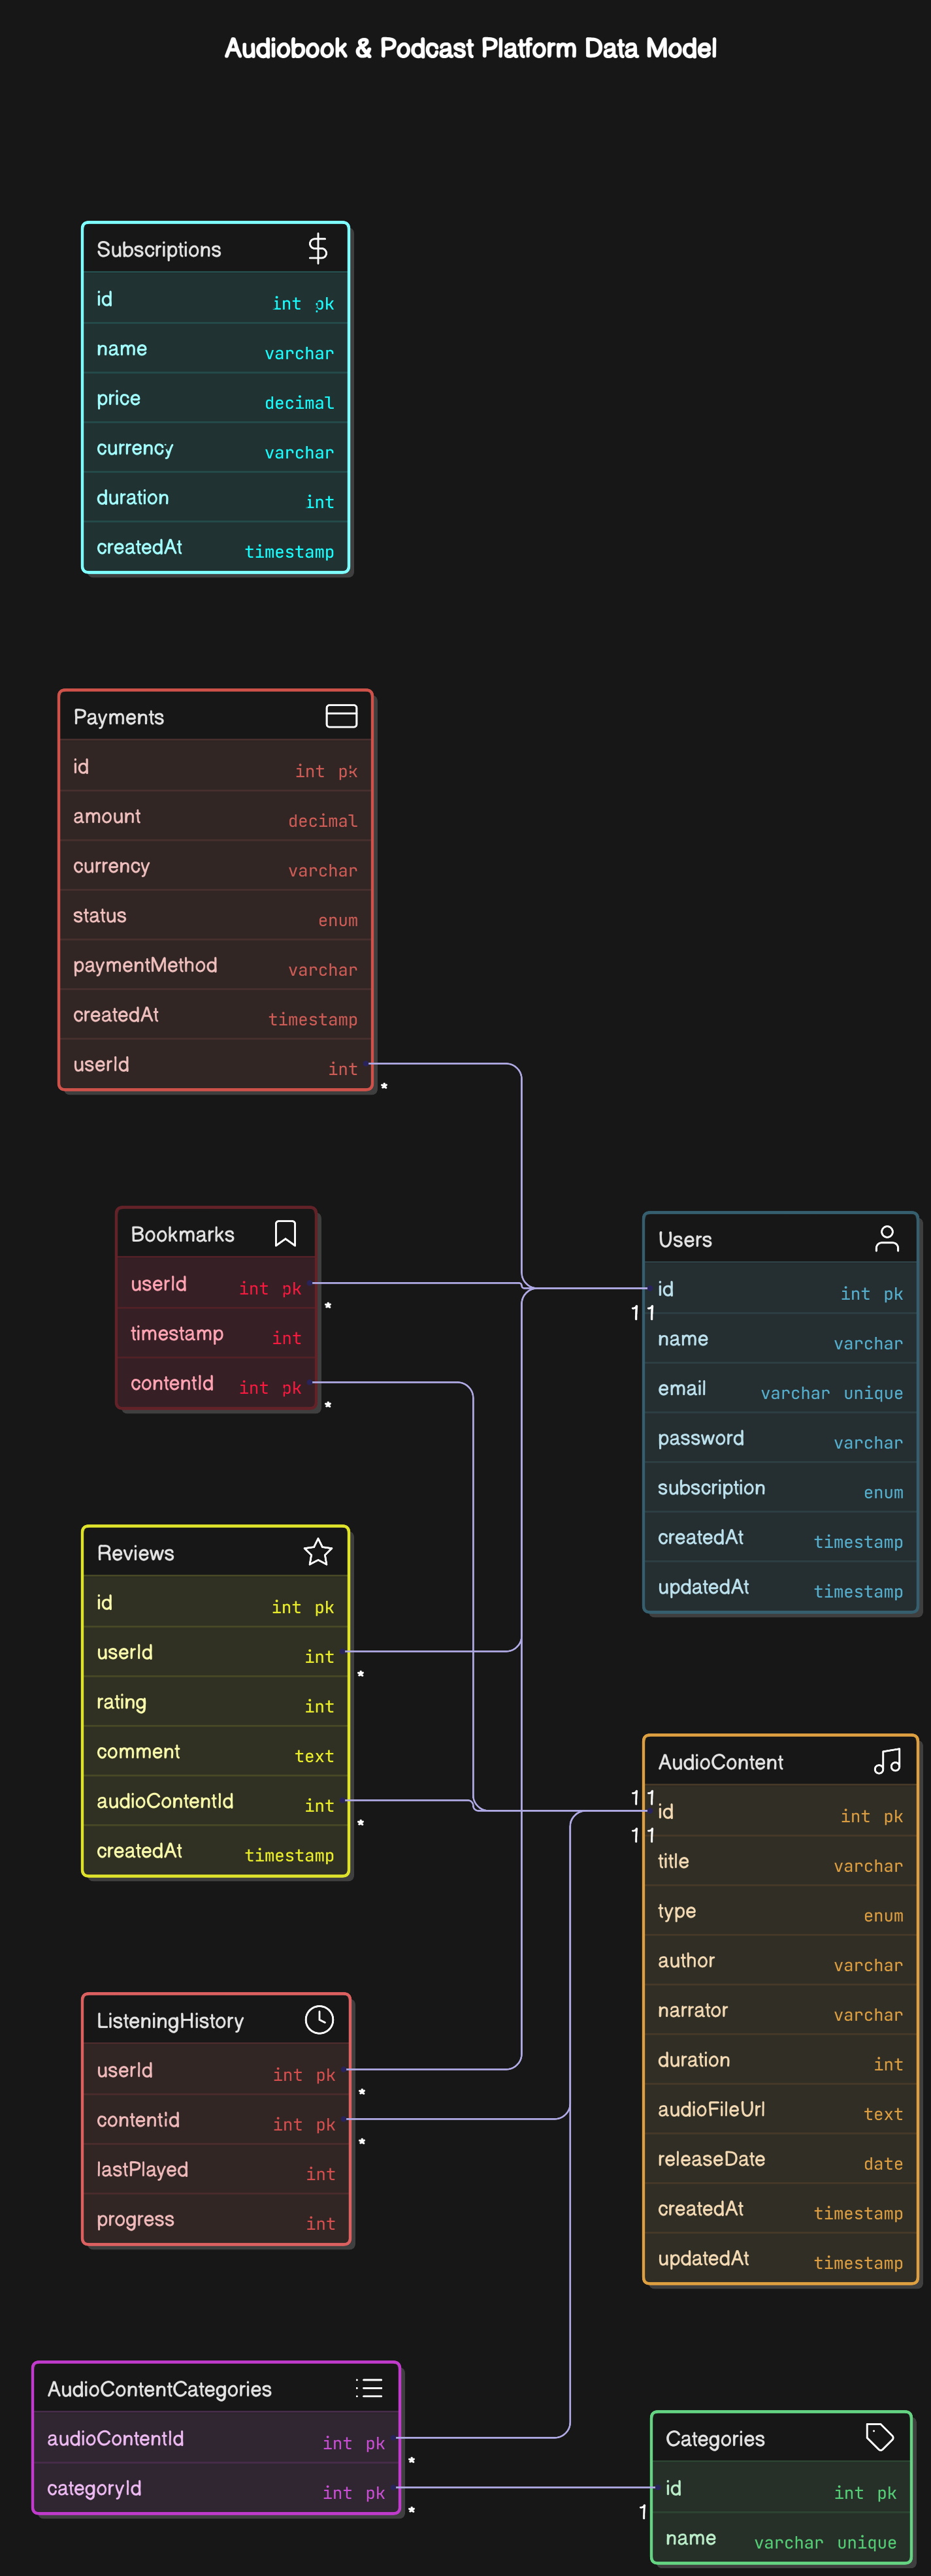 Audiobook & Podcast Platform Data Model
Subscriptions
id int pk
name varchar
price decimal
currency varchar
duration int
createdAt timestamp
Payments
id int pk
amount decimal
currency varchar
status enum
paymentMethod varchar
createdAt timestamp
userId int
*
Bookmarks
userId int pk
*
timestamp int
contentId int pk
*
Users
id int pk
1 1
name varchar
email varchar unique
password varchar
subscription enum
createdAt timestamp
updatedAt timestamp
Reviews
id int pk
userId int
*
rating int
comment text
audioContentId int
*
createdAt timestamp
AudioContent
1 1
id int pk
1 1
title varchar
type enum
author varchar
narrator varchar
duration int
audioFileUrl text
releaseDate date
createdAt timestamp
updatedAt timestamp
ListeningHistory
userId int pk
*
contentId int pk
*
lastPlayed int
progress int
AudioContentCategories
audioContentId int pk
*
categoryId int pk
*
Categories
id int pk
1
name varchar unique